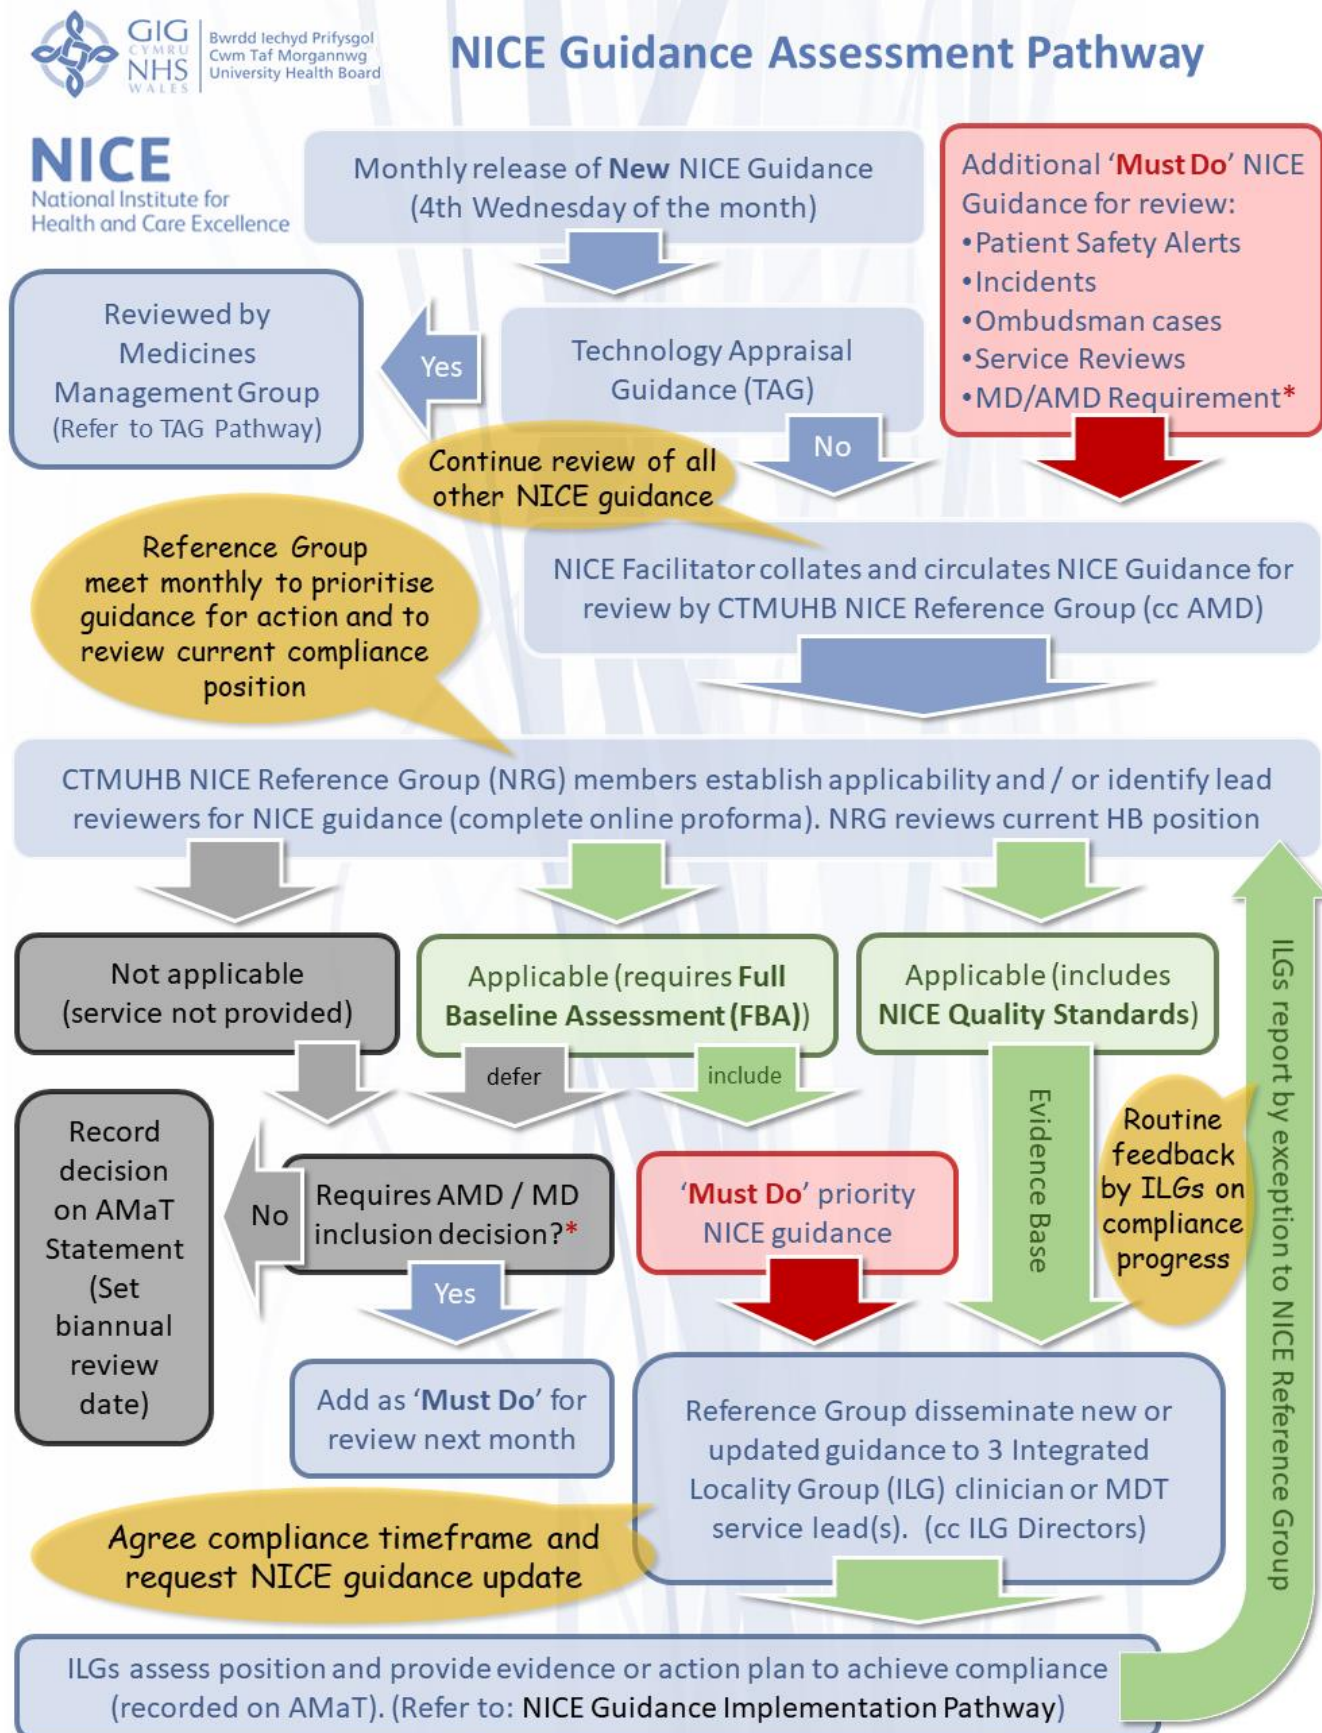 GIG
CYMRU
NHS
WALES
Bwrdd Iechyd Prifysgol
Cwm Taf Morgannwg
University Health Board
NICE Guidance Assessment Pathway
NICE
National Institute for
Health and Care Excellence
Monthly release of New NICE Guidance
(4th Wednesday of the month)
Additional ‘Must Do’ NICE
Guidance for review:
•Patient Safety Alerts
•Incidents
•Ombudsman cases
•Service Reviews
•MD/AMD Requirement*
Technology Appraisal
Guidance (TAG)
Yes
Reviewed by
Medicines
Management Group
(Refer to TAG Pathway)
No
Continue review of all
other NICE guidance
NICE Facilitator collates and circulates NICE Guidance for
review by CTMUHB NICE Reference Group (cc AMD)
Reference Group
meet monthly to prioritise
guidance for action and to
review current compliance
position
CTMUHB NICE Reference Group (NRG) members establish applicability and / or identify lead
reviewers for NICE guidance (complete online proforma). NRG reviews current HB position
Not applicable
(service not provided)
Applicable (requires Full
Baseline Assessment (FBA))
Applicable (includes
NICE Quality Standards)
defer
include
Evidence Base
Record
decision
on AMaT
Statement
(Set
biannual
review
date)
No
Requires AMD / MD
inclusion decision?*
‘Must Do’ priority
NICE guidance
Routine
feedback
by ILGs on
compliance
progress
ILGs report by exception to NICE Reference Group
Yes
Add as ‘Must Do’ for
review next month
Reference Group disseminate new or
updated guidance to 3 Integrated
Locality Group (ILG) clinician or MDT
service lead(s). (cc ILG Directors)
Agree compliance timeframe and
request NICE guidance update
ILGs assess position and provide evidence or action plan to achieve compliance
(recorded on AMaT). (Refer to: NICE Guidance Implementation Pathway)